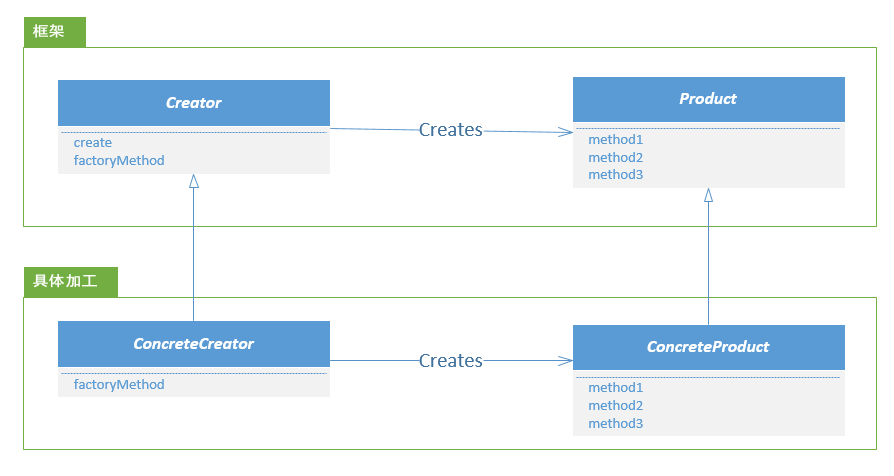 框架
Creator
create
factoryMethod
Creates
Product
method1
method2
method3
具体加工
ConcreteCreator
factoryMethod
Creates
ConcreteProduct
method1
method2
method3